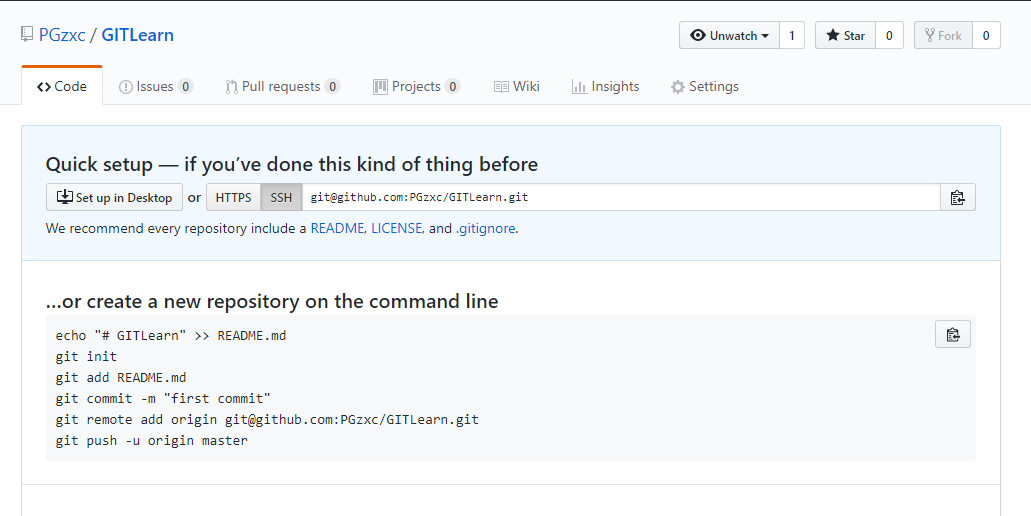 PGzxc / GITLearn
Unwatch 1 Star 0 Fork 0
Code Issues 0 Pull requests 0 Projects 0 Wiki Insights Settings
Quick setup — if you’ve done this kind of thing before
Set up in Desktop or HTTPS SSH git@github.com:PGzxc/GITLearn.git
We recommend every repository include a README, LICENSE, and .gitignore.
…or create a new repository on the command line
echo "# GITLearn" >> README.md
git init
git add README.md
git commit -m "first commit"
git remote add origin git@github.com:PGzxc/GITLearn.git
git push -u origin master